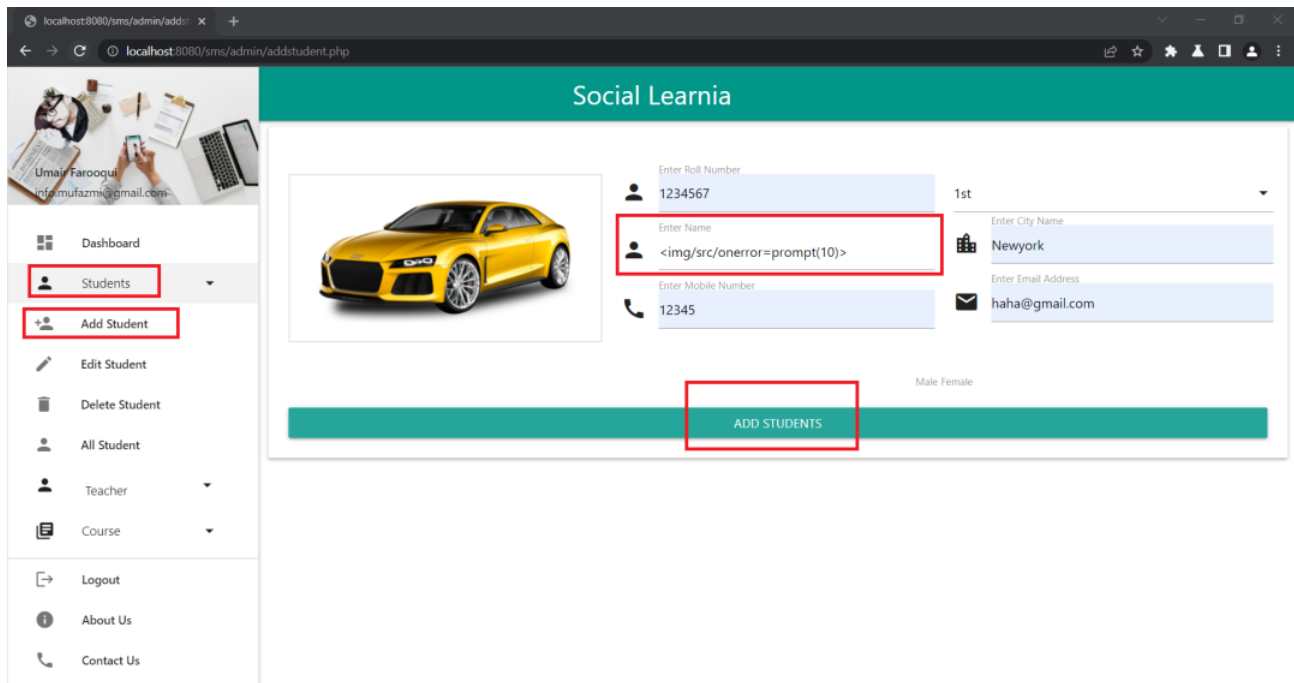 localhost:8080/sms/admin/addst
localhost:8080/sms/admin/addstudent.php
Social Learnia
Umair Farooqui
info.mufazmi@gmail.com
Dashboard
Students
Add Student
Edit Student
Delete Student
All Student
Teacher
Course
Logout
About Us
Contact Us
Enter Roll Number
1234567
1st
Enter Name
<img/src/onerror=prompt(10)>
Enter City Name
Newyork
Enter Mobile Number
12345
Enter Email Address
haha@gmail.com
Male Female
ADD STUDENTS